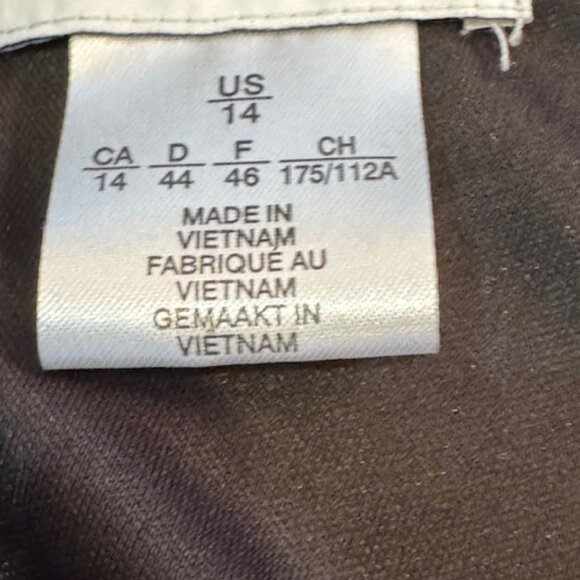 US
14
CA D F CH
14 44 46 175/112A
MADE IN
VIETNAM
FABRIQUÉ AU
VIETNAM
GEMAAKT IN
VIETNAM